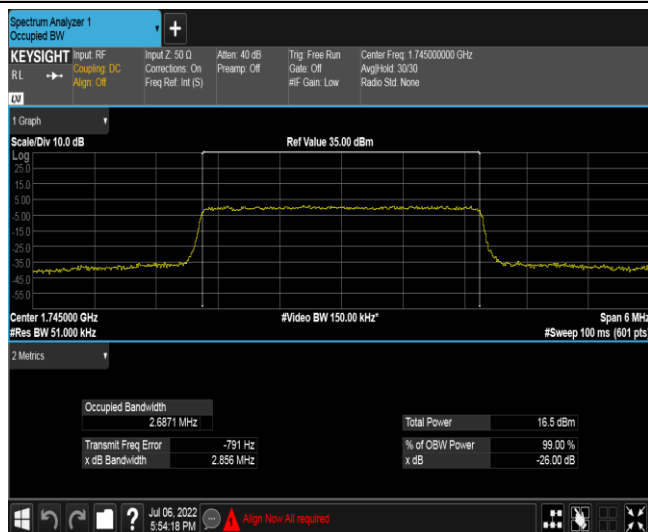 Spectrum Analyzer 1
Occupied BW
+
KEYSIGHT Input: RF Input Z: 50 Ω Atten: 40 dB Trig: Free Run Center Freq: 1.745000000 GHz
R L Coupling: DC Corrections: On Preamp: Off Gate: Off Avg|Hold: 30/30
Align: Off Freq Ref: Int (S) #IF Gain: Low Radio Std: None
LXI
1 Graph
Scale/Div 10.0 dB Ref Value 35.00 dBm
Log
25.0
15.0
5.00
-5.00
-15.0
-25.0
-35.0
-45.0
-55.0
Center 1.745000 GHz #Video BW 150.00 kHz* Span 6 MHz
#Res BW 51.000 kHz #Sweep 100 ms (601 pts)
2 Metrics
Occupied Bandwidth
2.6871 MHz Total Power 16.5 dBm
Transmit Freq Error -791 Hz % of OBW Power 99.00 %
x dB Bandwidth 2.856 MHz x dB -26.00 dB
? Jul 06, 2022
5:54:18 PM Align Now All required